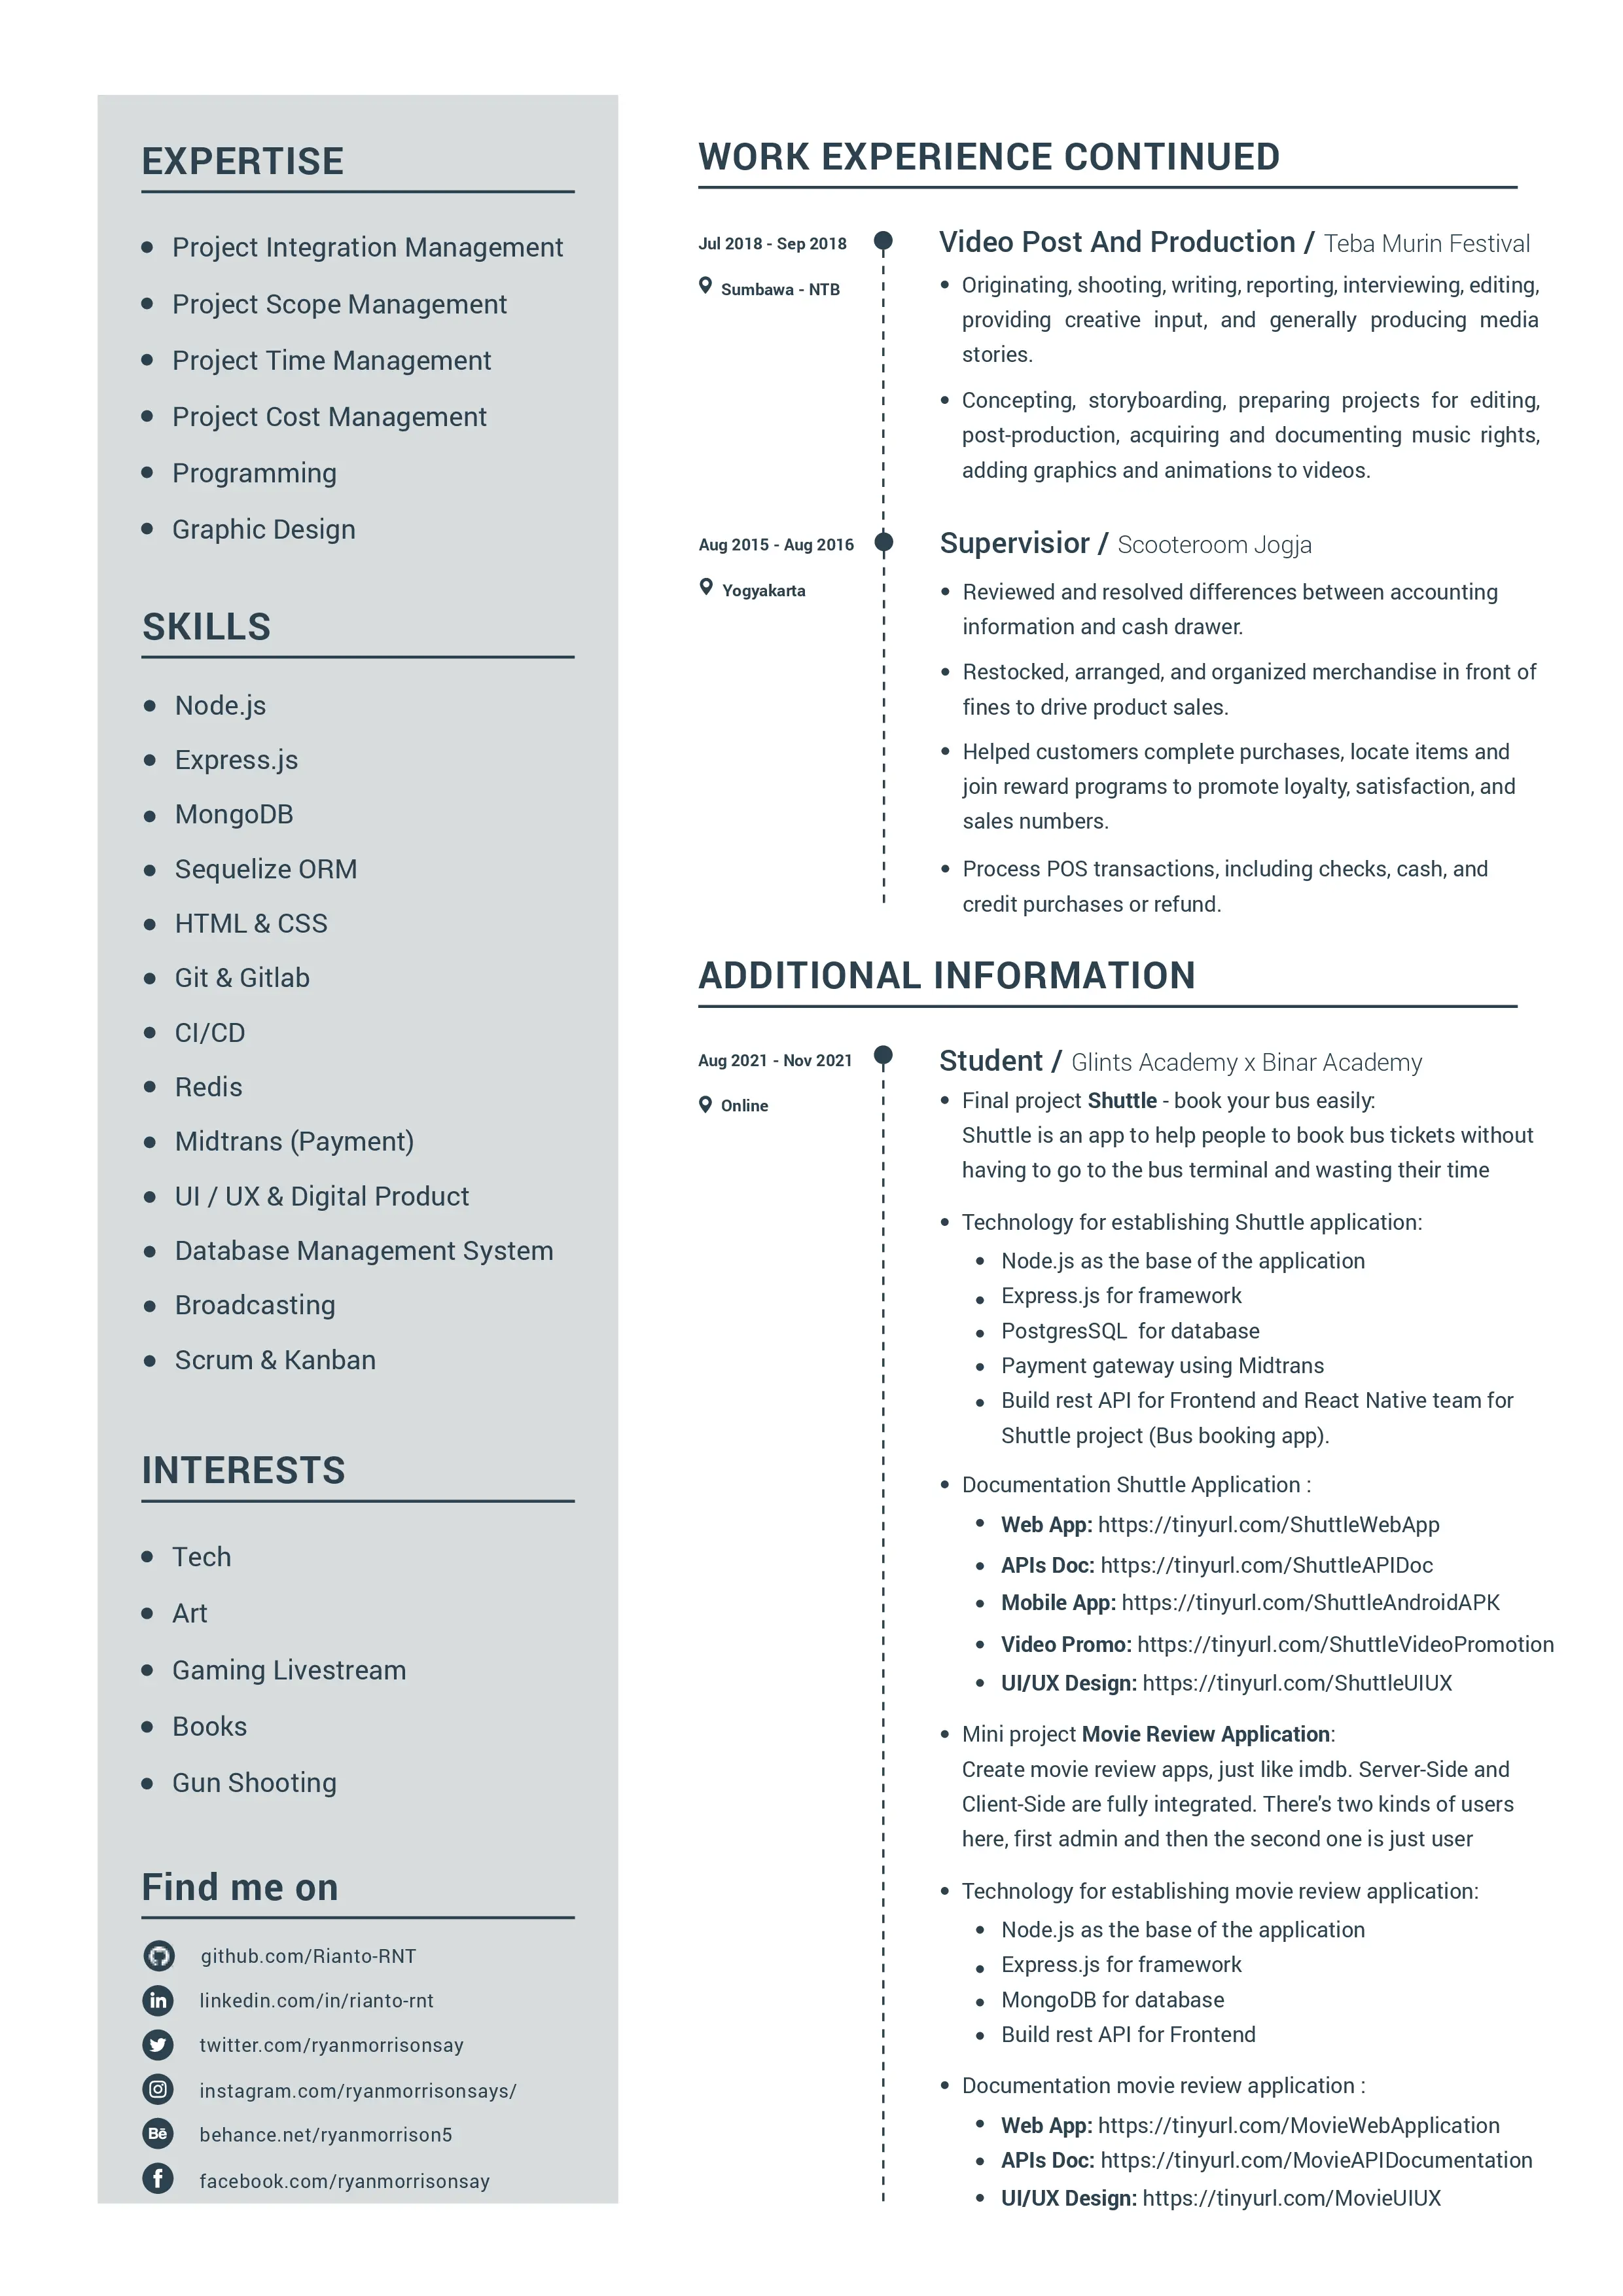 EXPERTISE
Project Integration Management
Project Scope Management
Project Time Management
Project Cost Management
Programming
Graphic Design
SKILLS
Node.js
Express.js
MongoDB
Sequelize ORM
HTML & CSS
Git & Gitlab
CI/CD
Redis
Midtrans (Payment)
UI / UX & Digital Product
Database Management System
Broadcasting
Scrum & Kanban
INTERESTS
Tech
Art
Gaming Livestream
Books
Gun Shooting
Find me on
github.com/Rianto-RNT
linkedin.com/in/rianto-rnt
twitter.com/ryanmorrisonsay
instagram.com/ryanmorrisonsays/
behance.net/ryanmorrison5
facebook.com/ryanmorrisonsay
WORK EXPERIENCE CONTINUED
Jul 2018 - Sep 2018
Sumbawa - NTB
Video Post And Production / Teba Murin Festival
Originating, shooting, writing, reporting, interviewing, editing,
providing creative input, and generally producing media
stories.
Concepting, storyboarding, preparing projects for editing,
post-production, acquiring and documenting music rights,
adding graphics and animations to videos.
Aug 2015 - Aug 2016
Yogyakarta
Supervisior / Scooteroom Jogja
Reviewed and resolved differences between accounting
information and cash drawer.
Restocked, arranged, and organized merchandise in front of
fines to drive product sales.
Helped customers complete purchases, locate items and
join reward programs to promote loyalty, satisfaction, and
sales numbers.
Process POS transactions, including checks, cash, and
credit purchases or refund.
ADDITIONAL INFORMATION
Aug 2021 - Nov 2021
Online
Student / Glints Academy x Binar Academy
Final project Shuttle - book your bus easily:
Shuttle is an app to help people to book bus tickets without
having to go to the bus terminal and wasting their time
Technology for establishing Shuttle application:
Node.js as the base of the application
Express.js for framework
PostgresSQL for database
Payment gateway using Midtrans
Build rest API for Frontend and React Native team for
Shuttle project (Bus booking app).
Documentation Shuttle Application :
Web App: https://tinyurl.com/ShuttleWebApp
APIs Doc: https://tinyurl.com/ShuttleAPIDoc
Mobile App: https://tinyurl.com/ShuttleAndroidAPK
Video Promo: https://tinyurl.com/ShuttleVideoPromotion
UI/UX Design: https://tinyurl.com/ShuttleUIUX
Mini project Movie Review Application:
Create movie review apps, just like imdb. Server-Side and
Client-Side are fully integrated. There's two kinds of users
here, first admin and then the second one is just user
Technology for establishing movie review application:
Node.js as the base of the application
Express.js for framework
MongoDB for database
Build rest API for Frontend
Documentation movie review application :
Web App: https://tinyurl.com/MovieWebApplication
APIs Doc: https://tinyurl.com/MovieAPIDocumentation
UI/UX Design: https://tinyurl.com/MovieUIUX